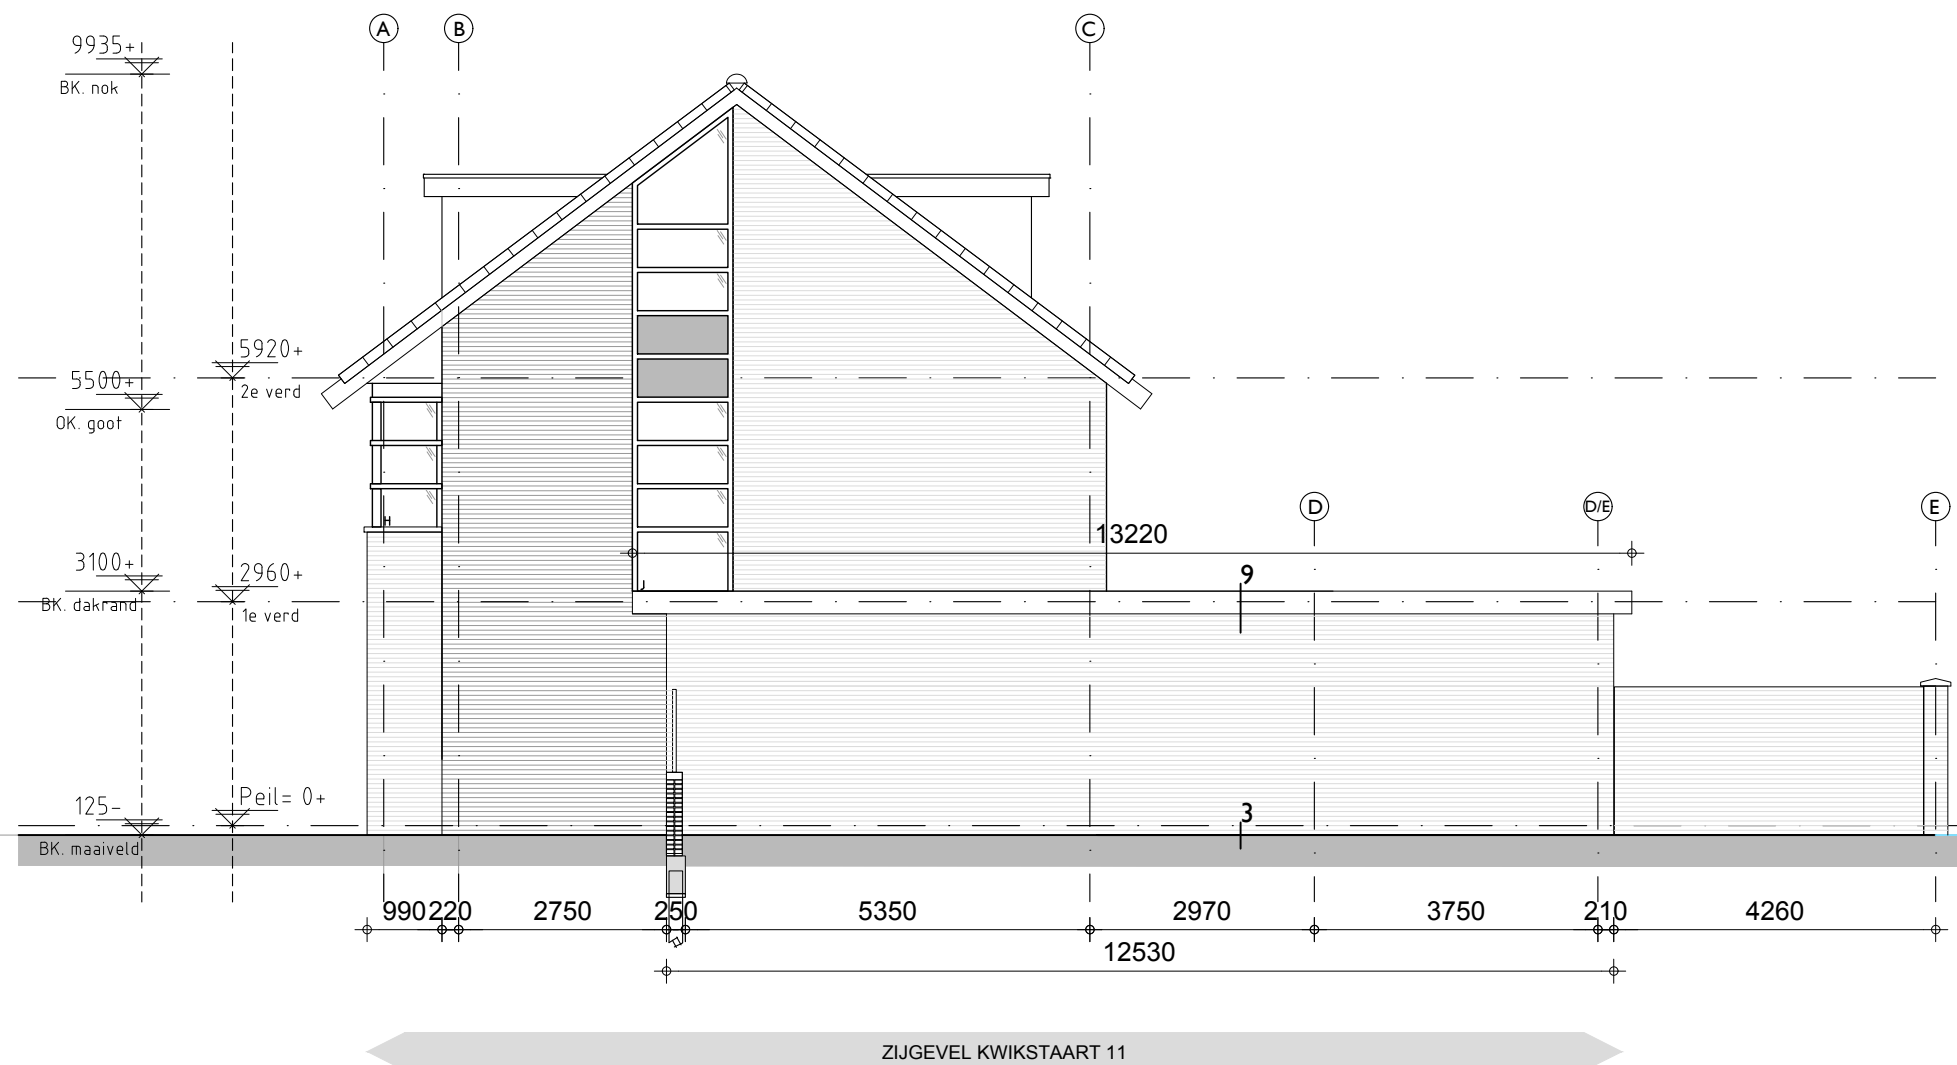 A
B
C
9935+
BK. nok
5920+
2e verd
5500+
OK. goot
H
D
D/E
E
13220
3100+
BK. dakrand
2960+
1e verd
J
9
125-
BK. maaiveld
Peil= 0+
3
990 220 2750 250 5350 2970 3750 210 4260
12530
ZIJGEVEL KWIKSTAART 11